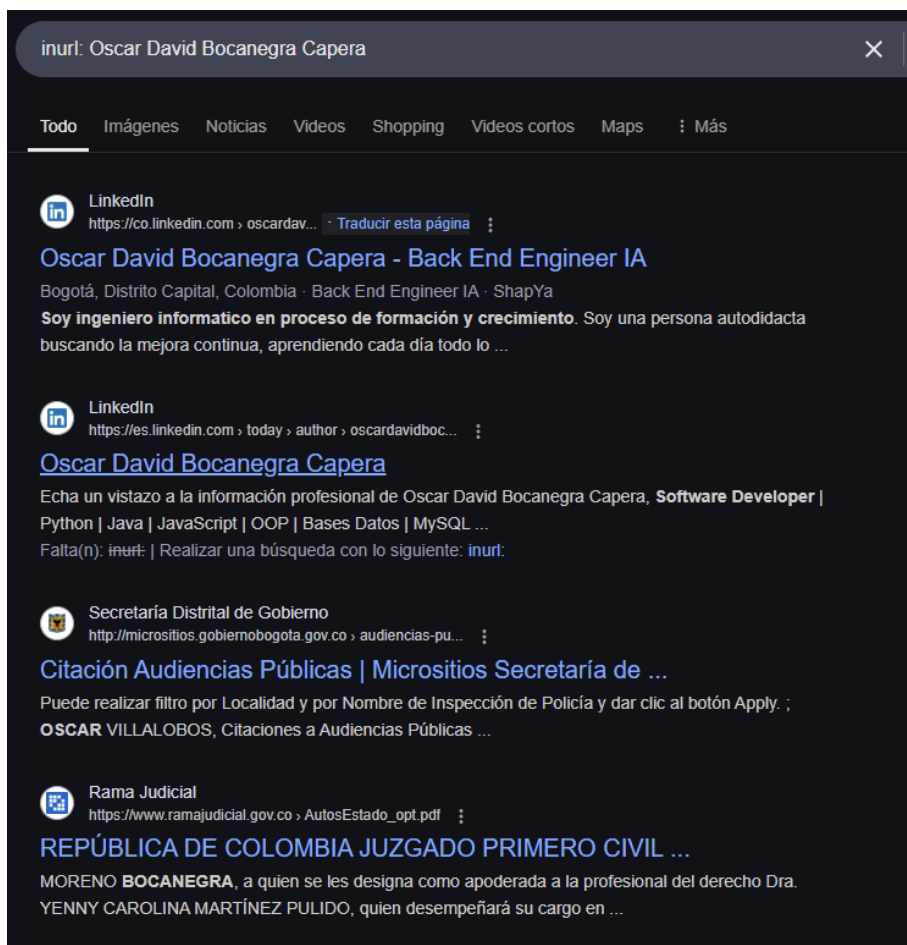 inurl: Oscar David Bocanegra Capera
Todo Imágenes Noticias Videos Shopping Videos cortos Maps Más
LinkedIn
https://co.linkedin.com › oscardav... · Traducir esta página
Oscar David Bocanegra Capera - Back End Engineer IA
Bogotá, Distrito Capital, Colombia · Back End Engineer IA · ShapYa
Soy ingeniero informatico en proceso de formación y crecimiento. Soy una persona autodidacta
buscando la mejora continua, aprendiendo cada día todo lo ...
LinkedIn
https://es.linkedin.com › today › author › oscardavidboc...
Oscar David Bocanegra Capera
Echa un vistazo a la información profesional de Oscar David Bocanegra Capera, Software Developer |
Python | Java | JavaScript | OOP | Bases Datos | MySQL ...
Falta(n): inurl: | Realizar una búsqueda con lo siguiente: inurl:
Secretaría Distrital de Gobierno
http://micrositios.gobiernobogota.gov.co › audiencias-pu...
Citación Audiencias Públicas | Micrositios Secretaría de ...
Puede realizar filtro por Localidad y por Nombre de Inspección de Policía y dar clic al botón Apply. ;
OSCAR VILLALOBOS, Citaciones a Audiencias Públicas ...
Rama Judicial
https://www.ramajudicial.gov.co › AutosEstado_opt.pdf
REPÚBLICA DE COLOMBIA JUZGADO PRIMERO CIVIL ...
MORENO BOCANEGRA, a quien se les designa como apoderada a la profesional del derecho Dra.
YENNY CAROLINA MARTÍNEZ PULIDO, quien desempeñará su cargo en ...